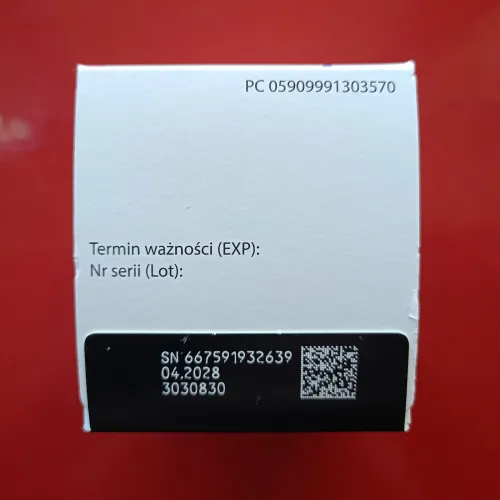 PC 05909991303570
Termin ważności (EXP):
Nr serii (Lot):
SN 667591932639
04.2028
3030830